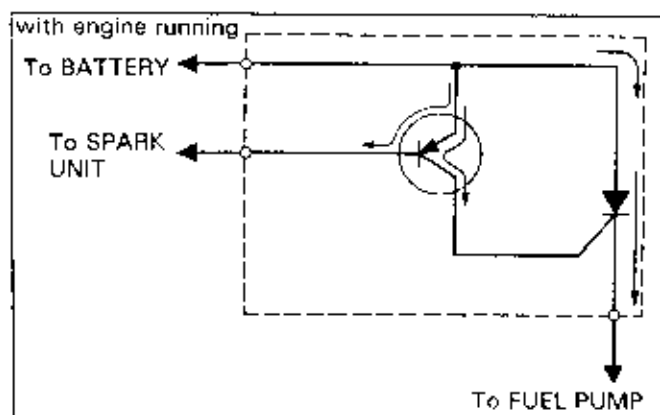 with engine running
To BATTERY
To SPARK
UNIT
To FUEL PUMP